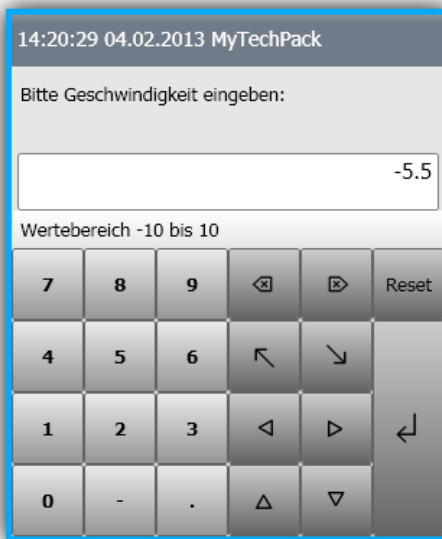 14:20:29 04.02.2013 MyTechPack
Bitte Geschwindigkeit eingeben:
-5.5
Wertebereich -10 bis 10
7 8 9 Reset
4 5 6
1 2 3
0 - .